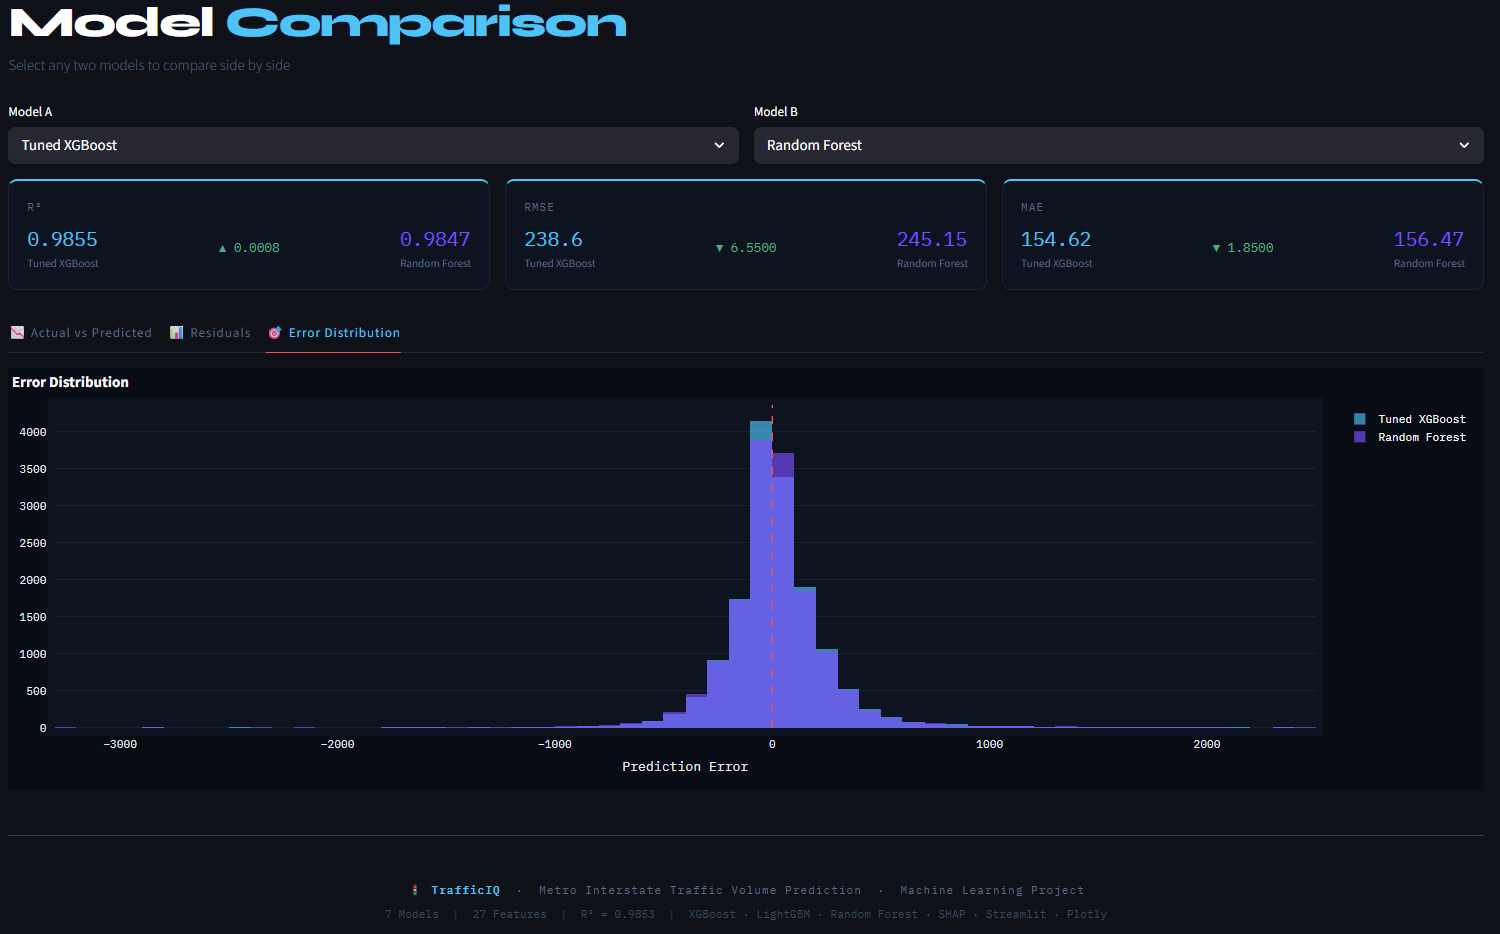 Model Comparison
Select any two models to compare side by side
Model A
Model B
Tuned XGBoost
Random Forest
R²
0.9855
▲ 0.0008
0.9847
Tuned XGBoost
Random Forest
RMSE
238.6
▼ 6.5500
245.15
Tuned XGBoost
Random Forest
MAE
154.62
▼ 1.8500
156.47
Tuned XGBoost
Random Forest
Actual vs Predicted
Residuals
Error Distribution
Error Distribution
Tuned XGBoost
Random Forest
4000
3500
3000
2500
2000
1500
1000
500
0
−3000
−2000
−1000
0
1000
2000
Prediction Error
TrafficIQ · Metro Interstate Traffic Volume Prediction · Machine Learning Project
7 Models | 27 Features | R² = 0.9853 | XGBoost · LightGBM · Random Forest · SHAP · Streamlit · Plotly